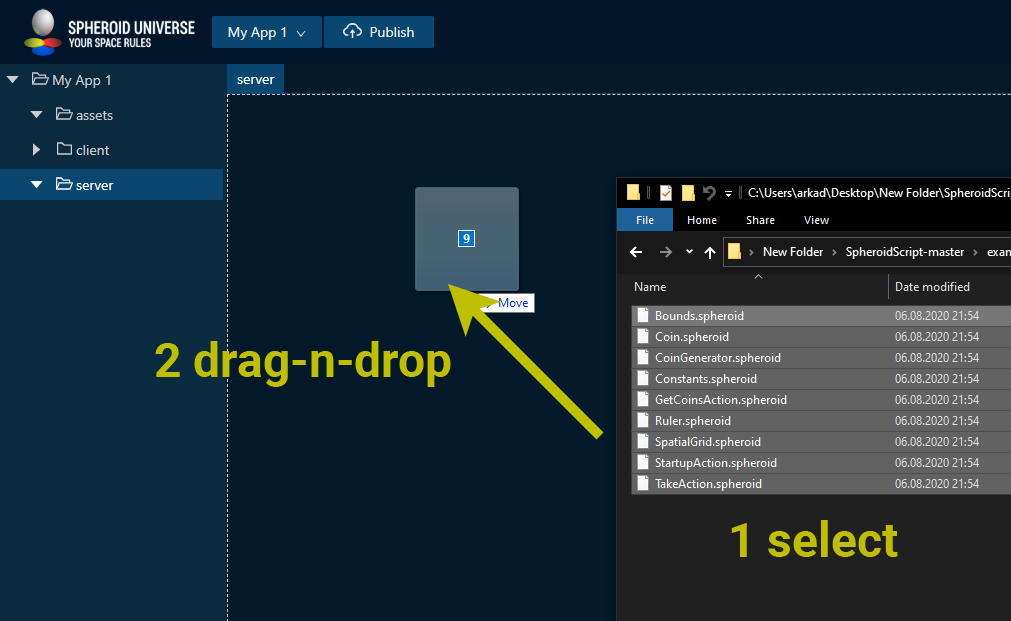 SPHEROID UNIVERSE
YOUR SPACE RULES
My App 1
Publish
My App 1
assets
client
server
server
9
Move
2 drag-n-drop
C:\Users\arkad\Desktop\New Folder\SpheroidScri
File Home Share View
New Folder SpheroidScript-master exam
Name Date modified
Bounds.spheroid 06.08.2020 21:54
Coin.spheroid 06.08.2020 21:54
CoinGenerator.spheroid 06.08.2020 21:54
Constants.spheroid 06.08.2020 21:54
GetCoinsAction.spheroid 06.08.2020 21:54
Ruler.spheroid 06.08.2020 21:54
SpatialGrid.spheroid 06.08.2020 21:54
StartupAction.spheroid 06.08.2020 21:54
TakeAction.spheroid 06.08.2020 21:54
1 select